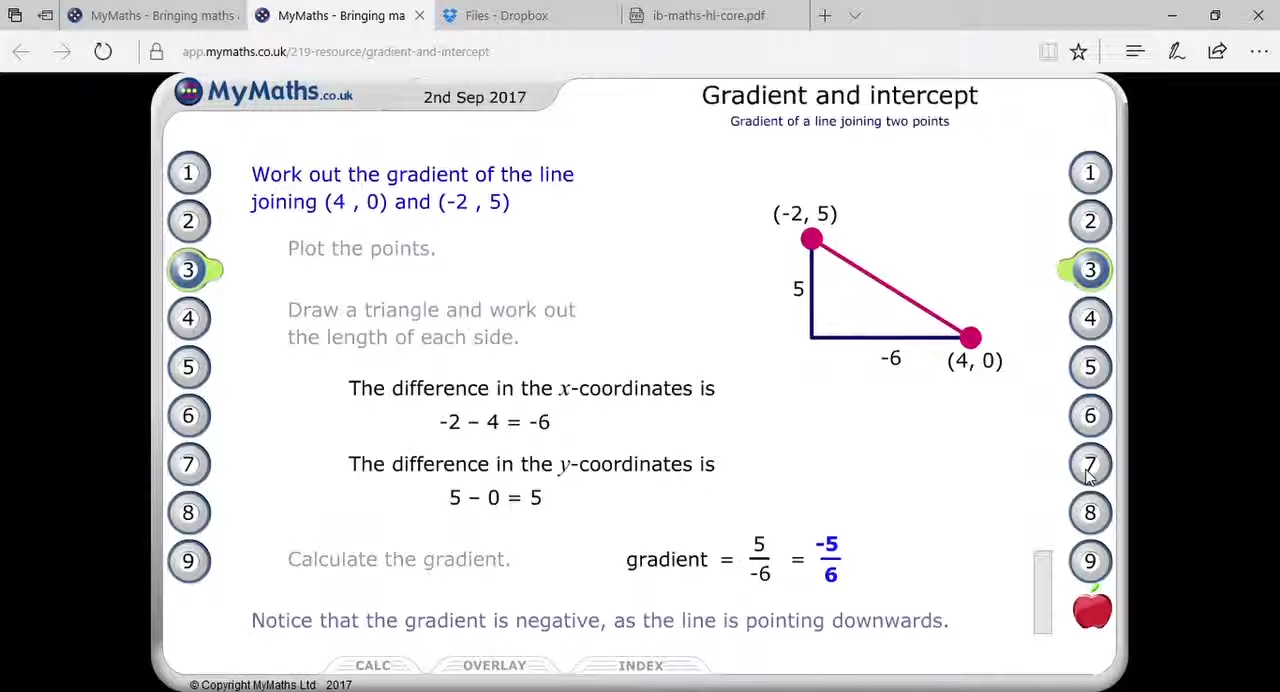 MyMaths - Bringing maths
MyMaths - Bringing ma
Files - Dropbox
ib-maths-hl-core.pdf
app.mymaths.co.uk/219-resource/gradient-and-intercept
MyMaths.co.uk
2nd Sep 2017
Gradient and intercept
Gradient of a line joining two points
1
2
3
4
5
6
7
8
9
Work out the gradient of the line
joining (4 , 0) and (-2 , 5)
Plot the points.
Draw a triangle and work out
the length of each side.
The difference in the x-coordinates is
-2 – 4 = -6
The difference in the y-coordinates is
5 – 0 = 5
Calculate the gradient.
gradient = 5/-6 = -5/6
Notice that the gradient is negative, as the line is pointing downwards.
(-2, 5)
5
-6
(4, 0)
1
2
3
4
5
6
7
8
9
CALC
OVERLAY
INDEX
© Copyright MyMaths Ltd 2017